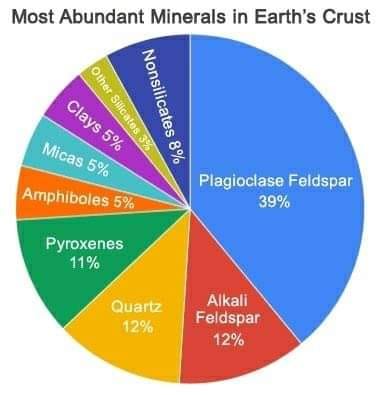 Most Abundant Minerals in Earth's Crust
Plagioclase Feldspar
39%
Alkali
Feldspar
12%
Quartz
12%
Pyroxenes
11%
Amphiboles 5%
Micas 5%
Clays 5%
Other Silicates 3%
Nonsilicates 8%